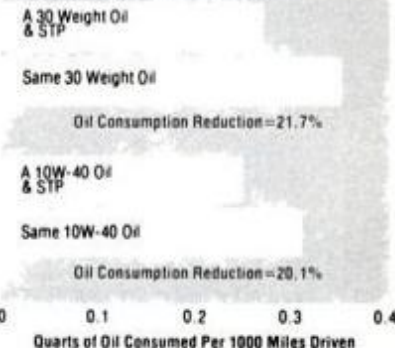 A 30 Weight Oil
& STP
Same 30 Weight Oil
Oil Consumption Reduction=21.7%
A 10W-40 Oil
& STP
Same 10W-40 Oil
Oil Consumption Reduction=20.1%
0 0.1 0.2 0.3 0.4
Quarts of Oil Consumed Per 1000 Miles Driven